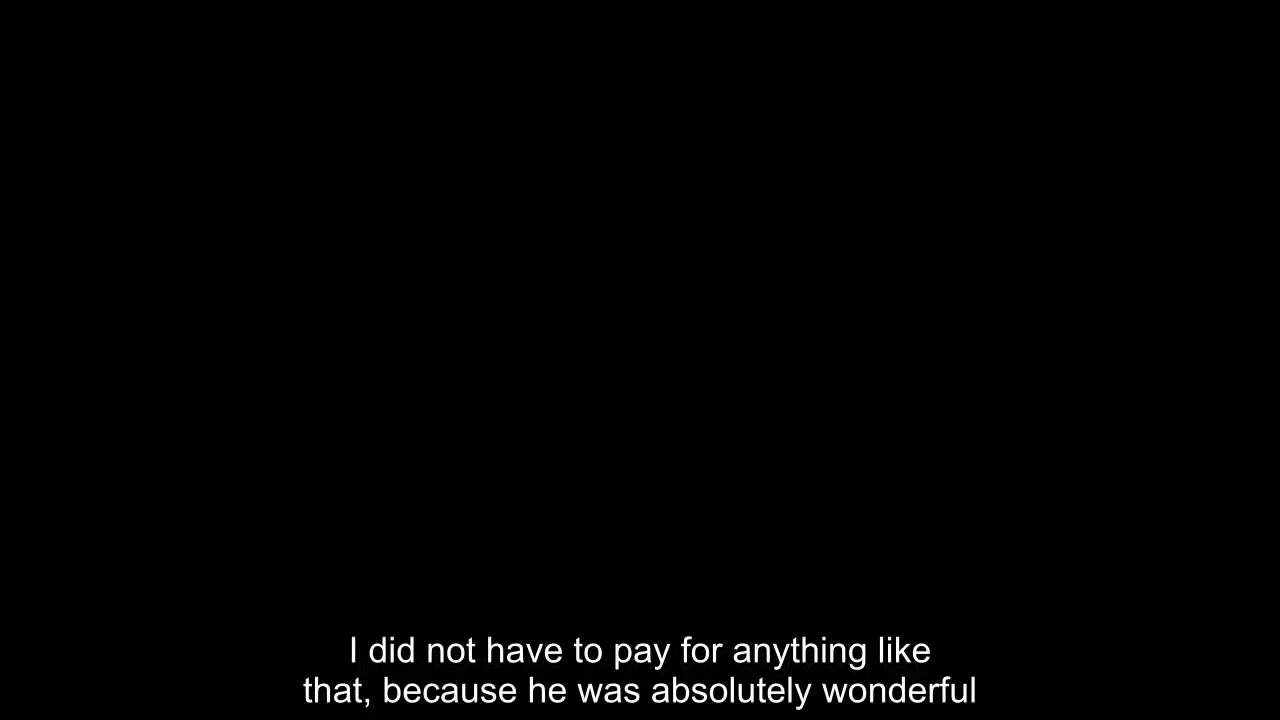 I did not have to pay for anything like
that, because he was absolutely wonderful